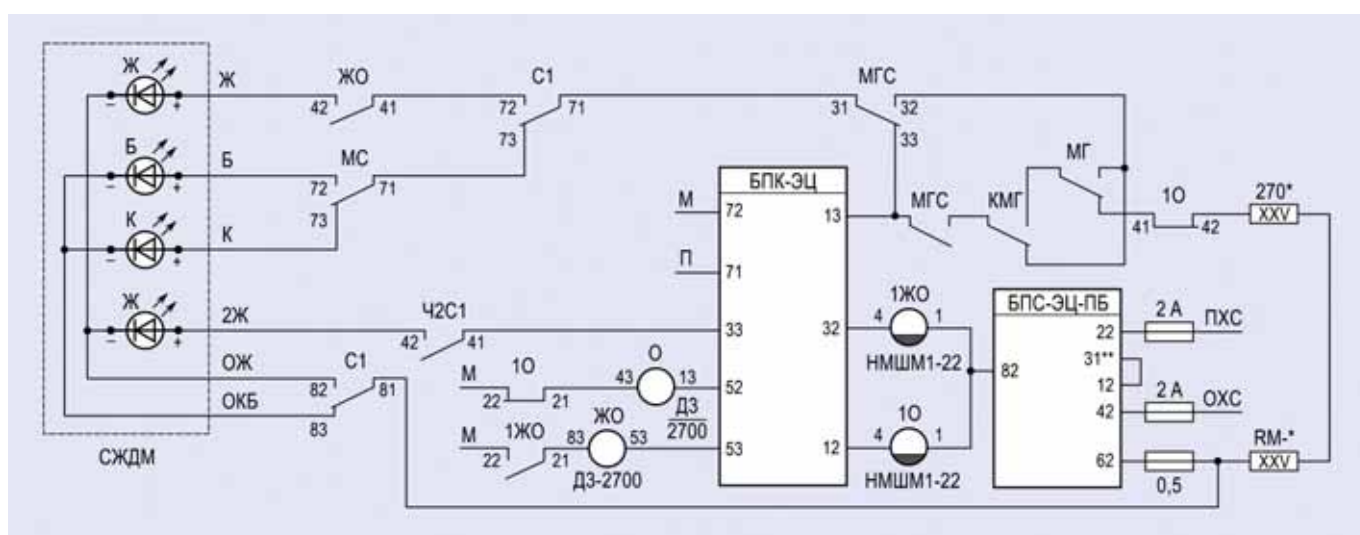 Ж Ж ЖО С1 МГС
– + 42 41 72 71 31 32
73 33
Б Б МС МГ
– + 72 71 БПК-ЭЦ
73 М 72 13 МГС КМГ 1О 270*
К К 41 42 XXV
– + П 71
Ж 2Ж Ч2С1 1ЖО БПС-ЭЦ-ПБ 2 А ПХС
– + 42 41 33 32 4 1 22
НМШМ1-22 31**
ОЖ С1 М 1О О 82 12
82 81 22 21 43 13 52 2 А ОХС
ОКБ Д3 42
83 2700
М 1ЖО ЖО 1О RM-*
22 21 83 53 53 12 4 1 62 XXV
СЖДМ Д3-2700 НМШМ1-22 0,5